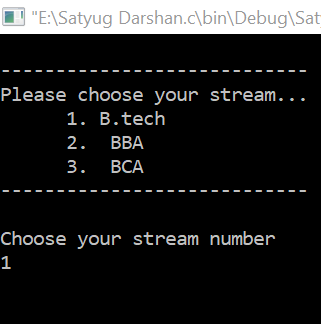 "E:\Satyug Darshan.c\bin\Debug\Sat
----------------------------
Please choose your stream...
1. B.tech
2.  BBA
3.  BCA
----------------------------
Choose your stream number
1